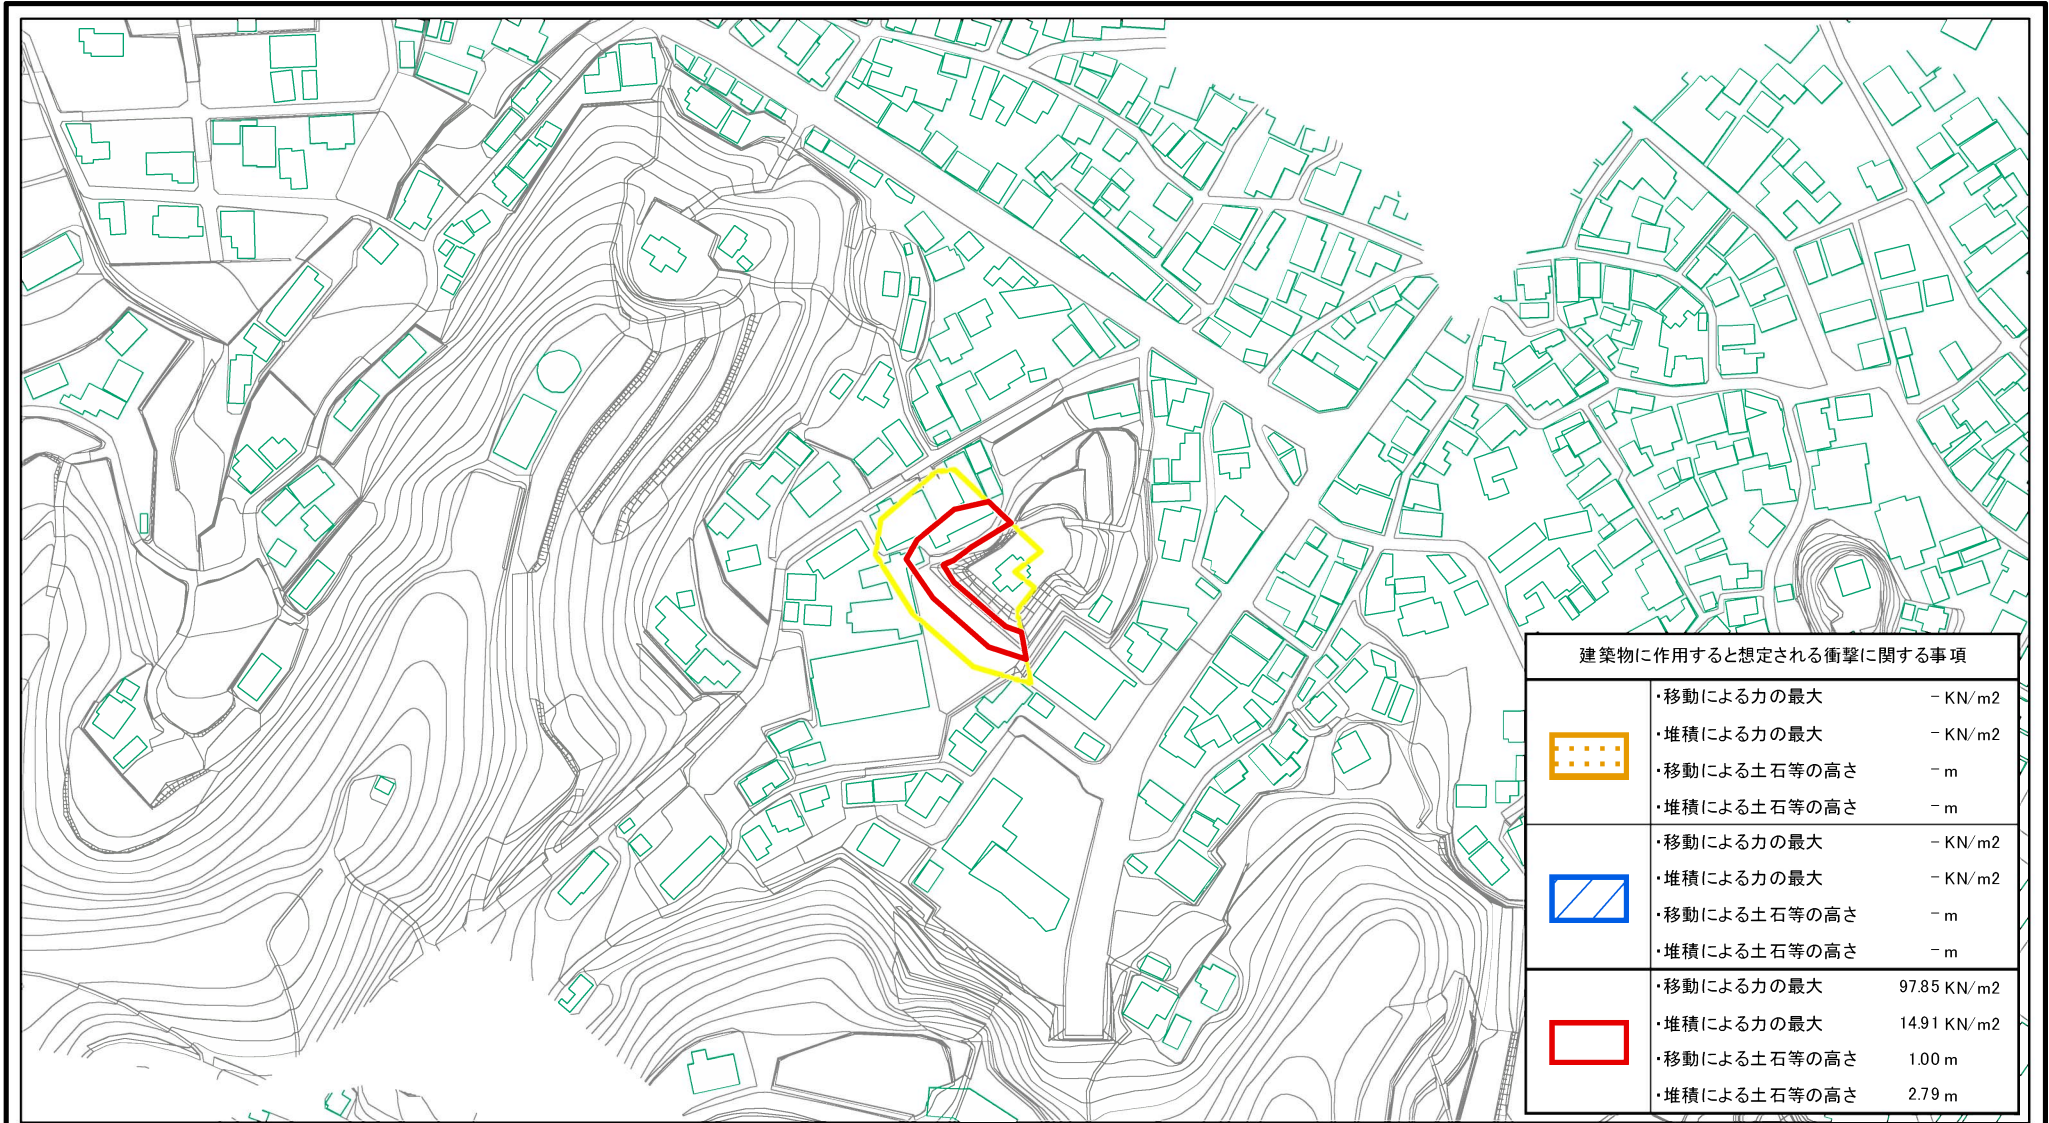 建築物に作用すると想定される衝撃に関する事項
・移動による力の最大 － KN/m2
・堆積による力の最大 － KN/m2
・移動による土石等の高さ － m
・堆積による土石等の高さ － m
・移動による力の最大 － KN/m2
・堆積による力の最大 － KN/m2
・移動による土石等の高さ － m
・堆積による土石等の高さ － m
・移動による力の最大 97.85 KN/m2
・堆積による力の最大 14.91 KN/m2
・移動による土石等の高さ 1.00 m
・堆積による土石等の高さ 2.79 m